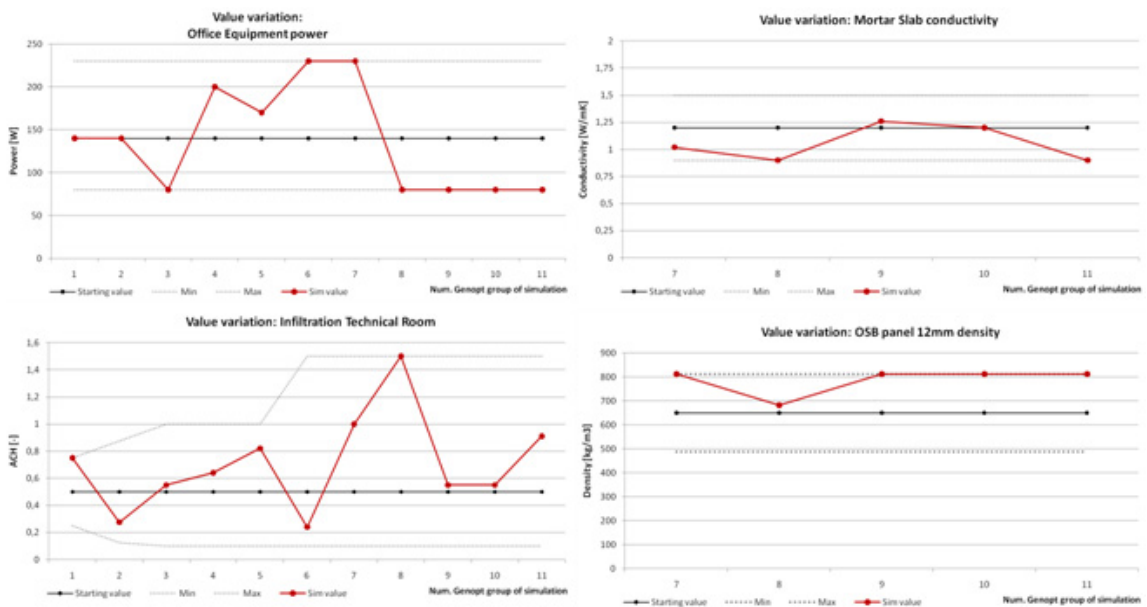 Value variation:
Office Equipment power
250
200
150
100
50
0
Power [W]
1 2 3 4 5 6 7 8 9 10 11
Num. Genopt group of simulation
Starting value Min Max Sim value
Value variation: Mortar Slab conductivity
2
1,75
1,5
1,25
1
0,75
0,5
0,25
0
Conductivity [W/mK]
7 8 9 10 11
Num. Genopt group of simulation
Starting value Min Max Sim value
Value variation: Infiltration Technical Room
1,6
1,4
1,2
1
0,8
0,6
0,4
0,2
0
ACH [-]
1 2 3 4 5 6 7 8 9 10 11
Num. Genopt group of simulation
Starting value Min Max Sim value
Value variation: OSB panel 12mm density
900
800
700
600
500
400
300
200
100
0
Density [kg/m3]
7 8 9 10 11
Num. Genopt group of simulation
Starting value Min Max Sim value